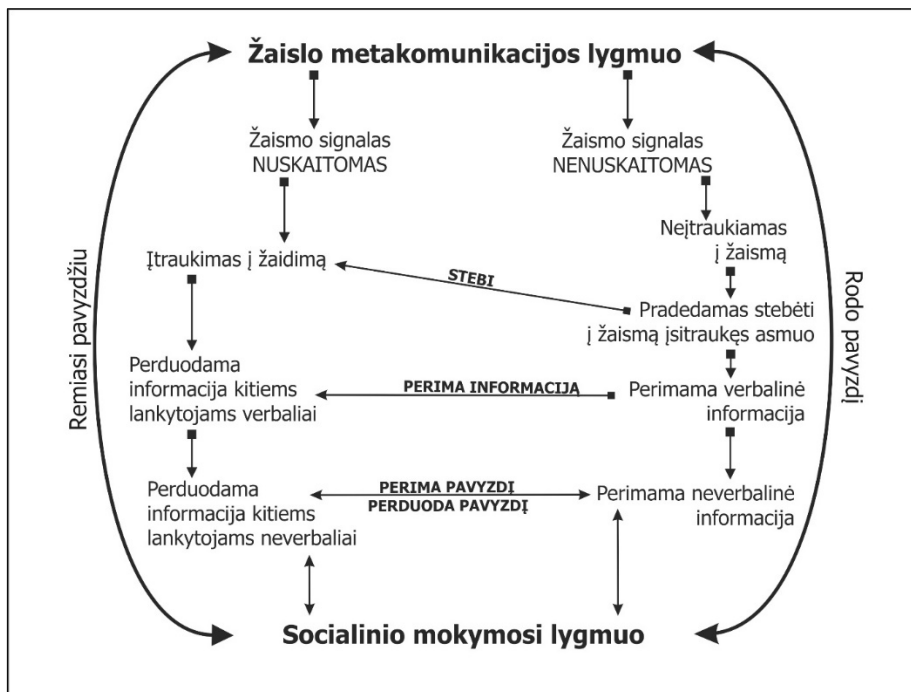 Žaislo metakomunikacijos lygmuo
Žaismo signalas
NUSKAITOMAS
Žaismo signalas
NENUSKAITOMAS
Neįtraukiamas
į žaismą
Įtraukimas į žaidimą
STEBI
Pradedamas stebėti
į žaismą įsitraukęs asmuo
Remiasi pavyzdžiu
Rodo pavyzdį
Perduodama
informacija kitiems
lankytojams verbaliai
PERIMA INFORMACIJĄ
Perimama verbalinė
informacija
Perduodama
informacija kitiems
lankytojams neverbaliai
PERIMA PAVYZDĮ
PERDUODA PAVYZDĮ
Perimama neverbalinė
informacija
Socialinio mokymosi lygmuo